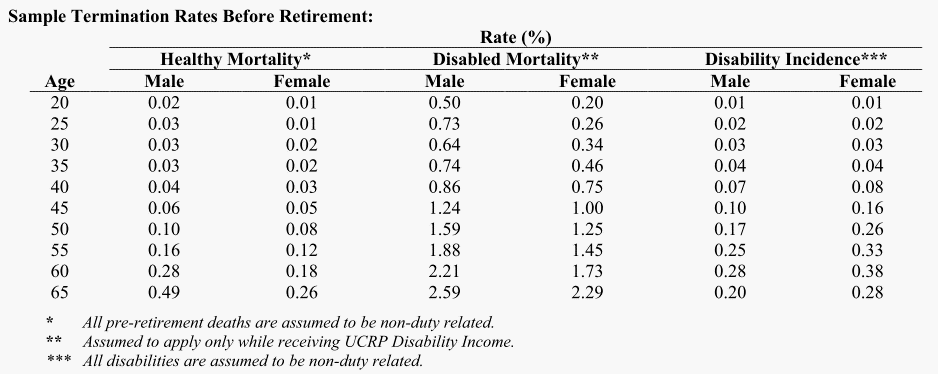 Sample Termination Rates Before Retirement:
Rate (%)
Healthy Mortality* Disabled Mortality** Disability Incidence***
Age Male Female Male Female Male Female
20 0.02 0.01 0.50 0.20 0.01 0.01
25 0.03 0.01 0.73 0.26 0.02 0.02
30 0.03 0.02 0.64 0.34 0.03 0.03
35 0.03 0.02 0.74 0.46 0.04 0.04
40 0.04 0.03 0.86 0.75 0.07 0.08
45 0.06 0.05 1.24 1.00 0.10 0.16
50 0.10 0.08 1.59 1.25 0.17 0.26
55 0.16 0.12 1.88 1.45 0.25 0.33
60 0.28 0.18 2.21 1.73 0.28 0.38
65 0.49 0.26 2.59 2.29 0.20 0.28
* All pre-retirement deaths are assumed to be non-duty related.
** Assumed to apply only while receiving UCRP Disability Income.
*** All disabilities are assumed to be non-duty related.